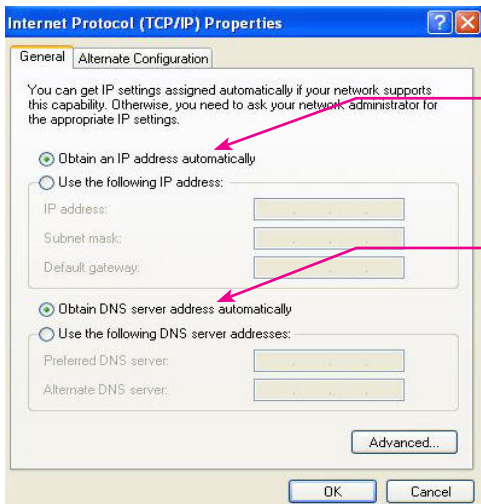 Internet Protocol (TCP/IP) Properties
General
Alternate Configuration
You can get IP settings assigned automatically if your network supports
this capability. Otherwise, you need to ask your network administrator for
the appropriate IP settings.
Obtain an IP address automatically
Use the following IP address:
IP address:
Subnet mask:
Default gateway:
Obtain DNS server address automatically
Use the following DNS server addresses:
Preferred DNS server:
Alternate DNS server:
Advanced...
OK
Cancel